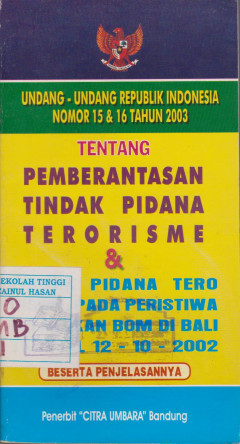 UNDANG - UNDANG REPUBLIK INDONESIA
NOMOR 15 & 16 TAHUN 2003
TENTANG
PEMBERANTASAN
TINDAK PIDANA
TERORISME
&
PIDANA TERO
PADA PERISTIWA
KAN BOM DI BALI
12 - 10 - 2002
SEKOLAH TINGGI
ZAINUL HASAN
BESERTA PENJELASANNYA
Penerbit "CITRA UMBARA" Bandung